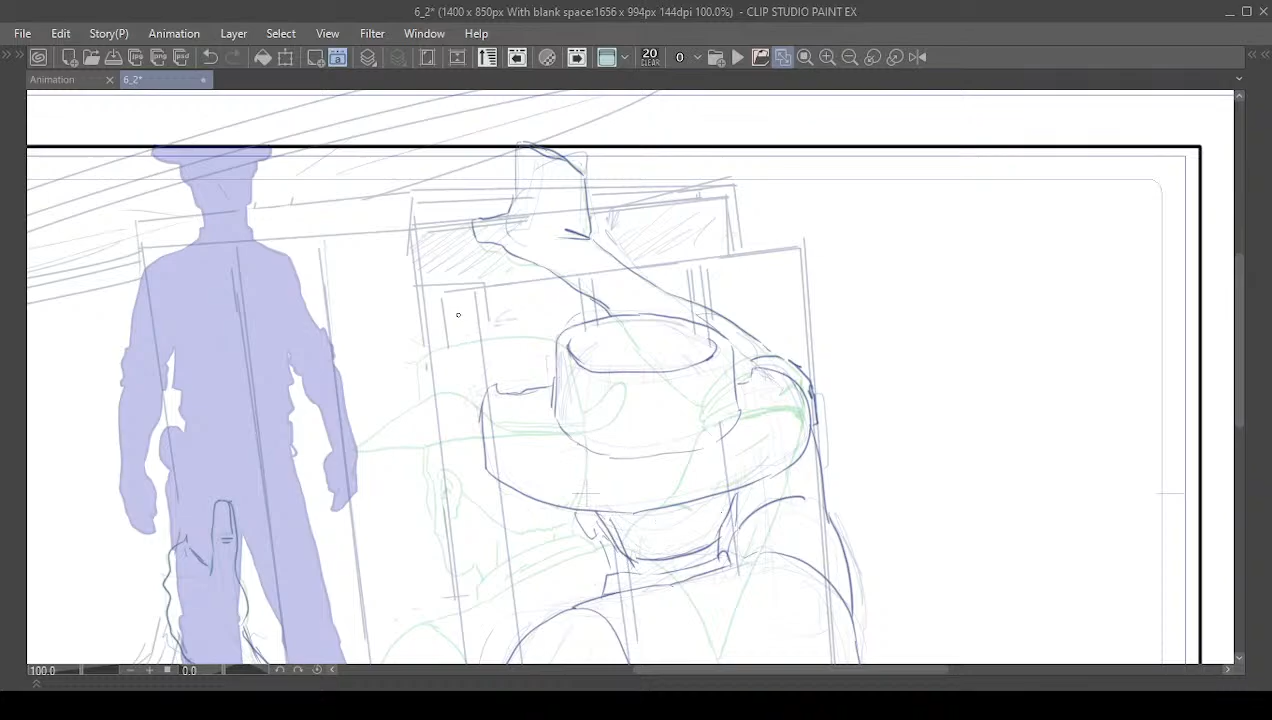 6_2* (1400 x 850px With blank space:1656 x 994px 144dpi 100.0%)  - CLIP STUDIO PAINT EX
File Edit Story(P) Animation Layer Select View Filter Window Help
20 CLEAR 0
Animation 6_2*
100.0 0.0